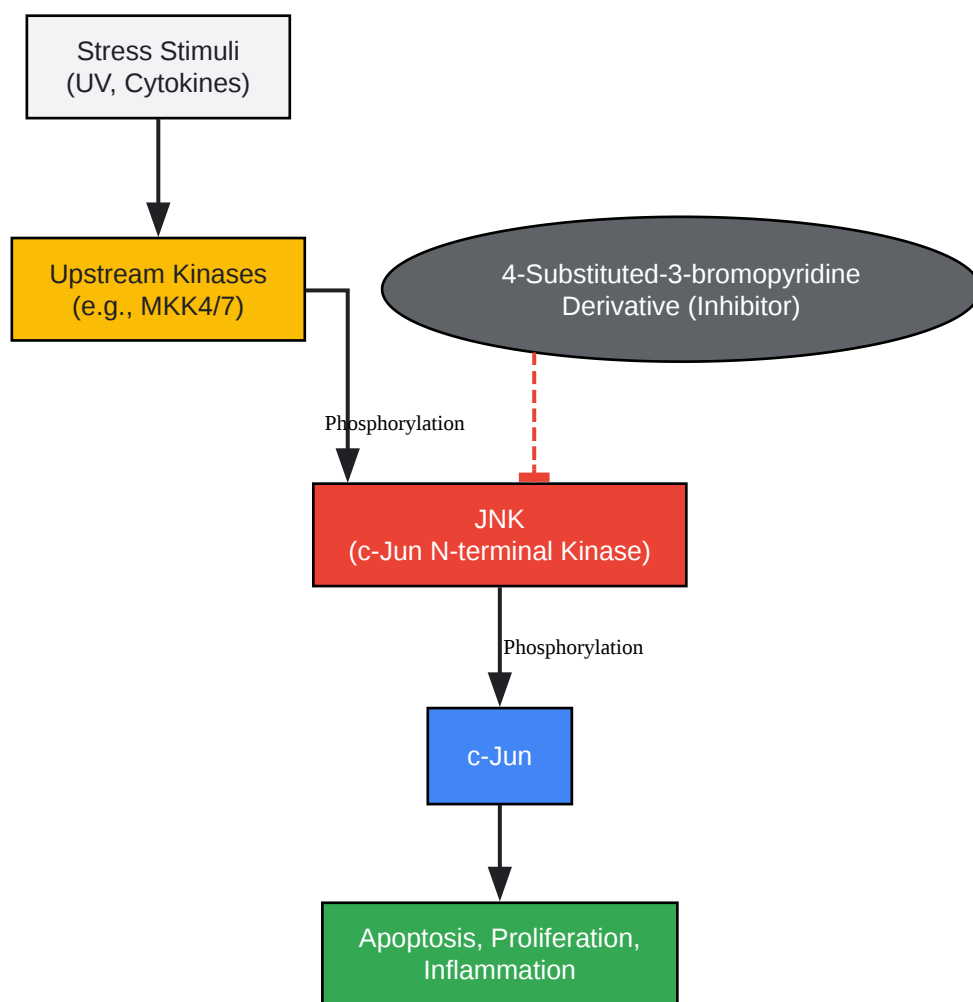 Stress Stimuli
(UV, Cytokines)
Upstream Kinases
(e.g., MKK4/7)
4-Substituted-3-bromopyridine
Derivative (Inhibitor)
Phosphorylation
JNK
(c-Jun N-terminal Kinase)
Phosphorylation
c-Jun
Apoptosis, Proliferation,
Inflammation